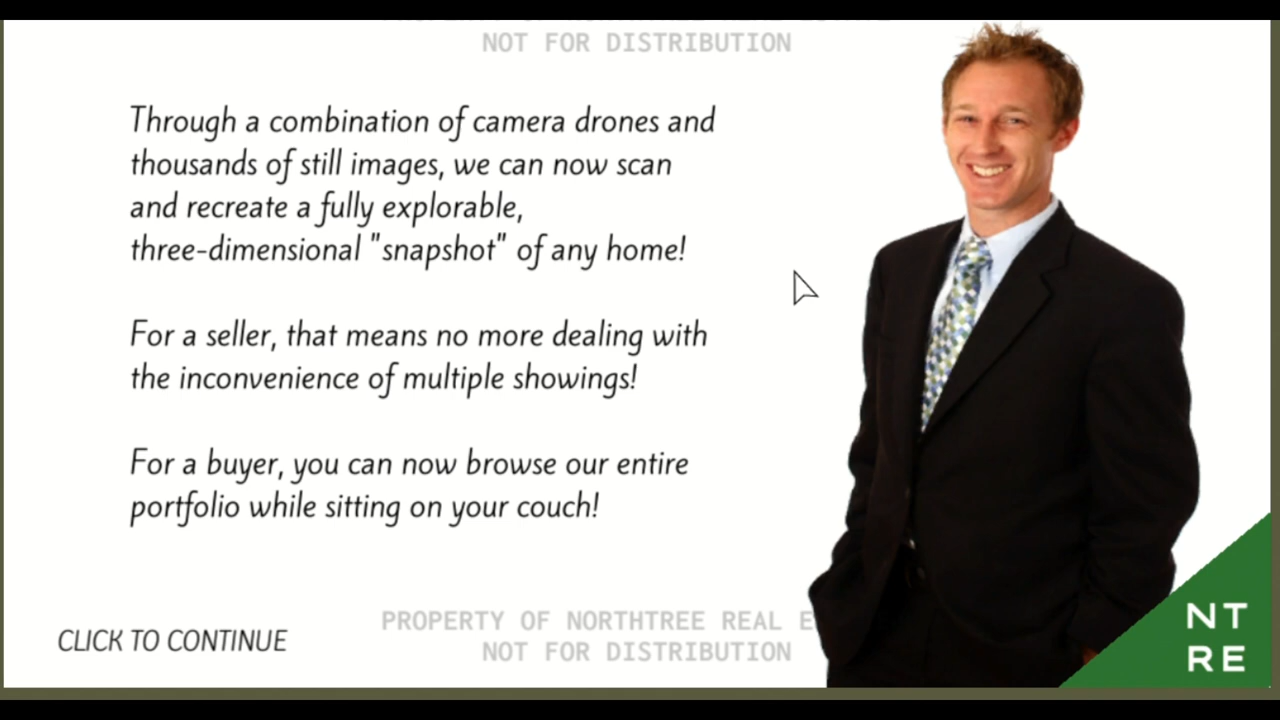 NOT FOR DISTRIBUTION
Through a combination of camera drones and
thousands of still images, we can now scan
and recreate a fully explorable,
three-dimensional "snapshot" of any home!
For a seller, that means no more dealing with
the inconvenience of multiple showings!
For a buyer, you can now browse our entire
portfolio while sitting on your couch!
PROPERTY OF NORTHTREE REAL E
NOT FOR DISTRIBUTION
CLICK TO CONTINUE
NT
RE